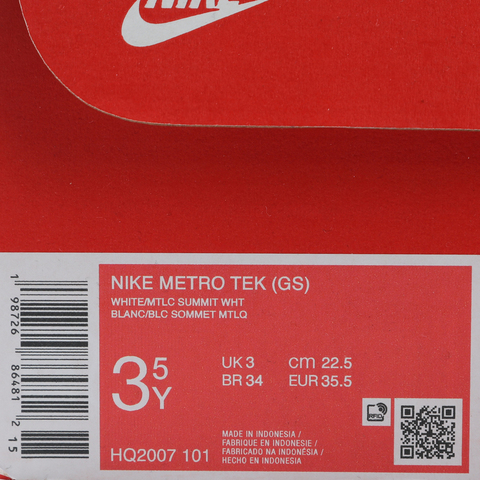 NIKE
NIKE METRO TEK (GS)
WHITE/MTLC SUMMIT WHT
BLANC/BLC SOMMET MTLQ
3 5Y
UK 3
cm 22.5
BR 34
EUR 35.5
RFID
HQ2007 101
MADE IN INDONESIA /
FABRIQUE EN INDONESIE /
FABRICADO NA INDONÉSIA /
HECHO EN INDONESIA
1 98726 86481 2 15